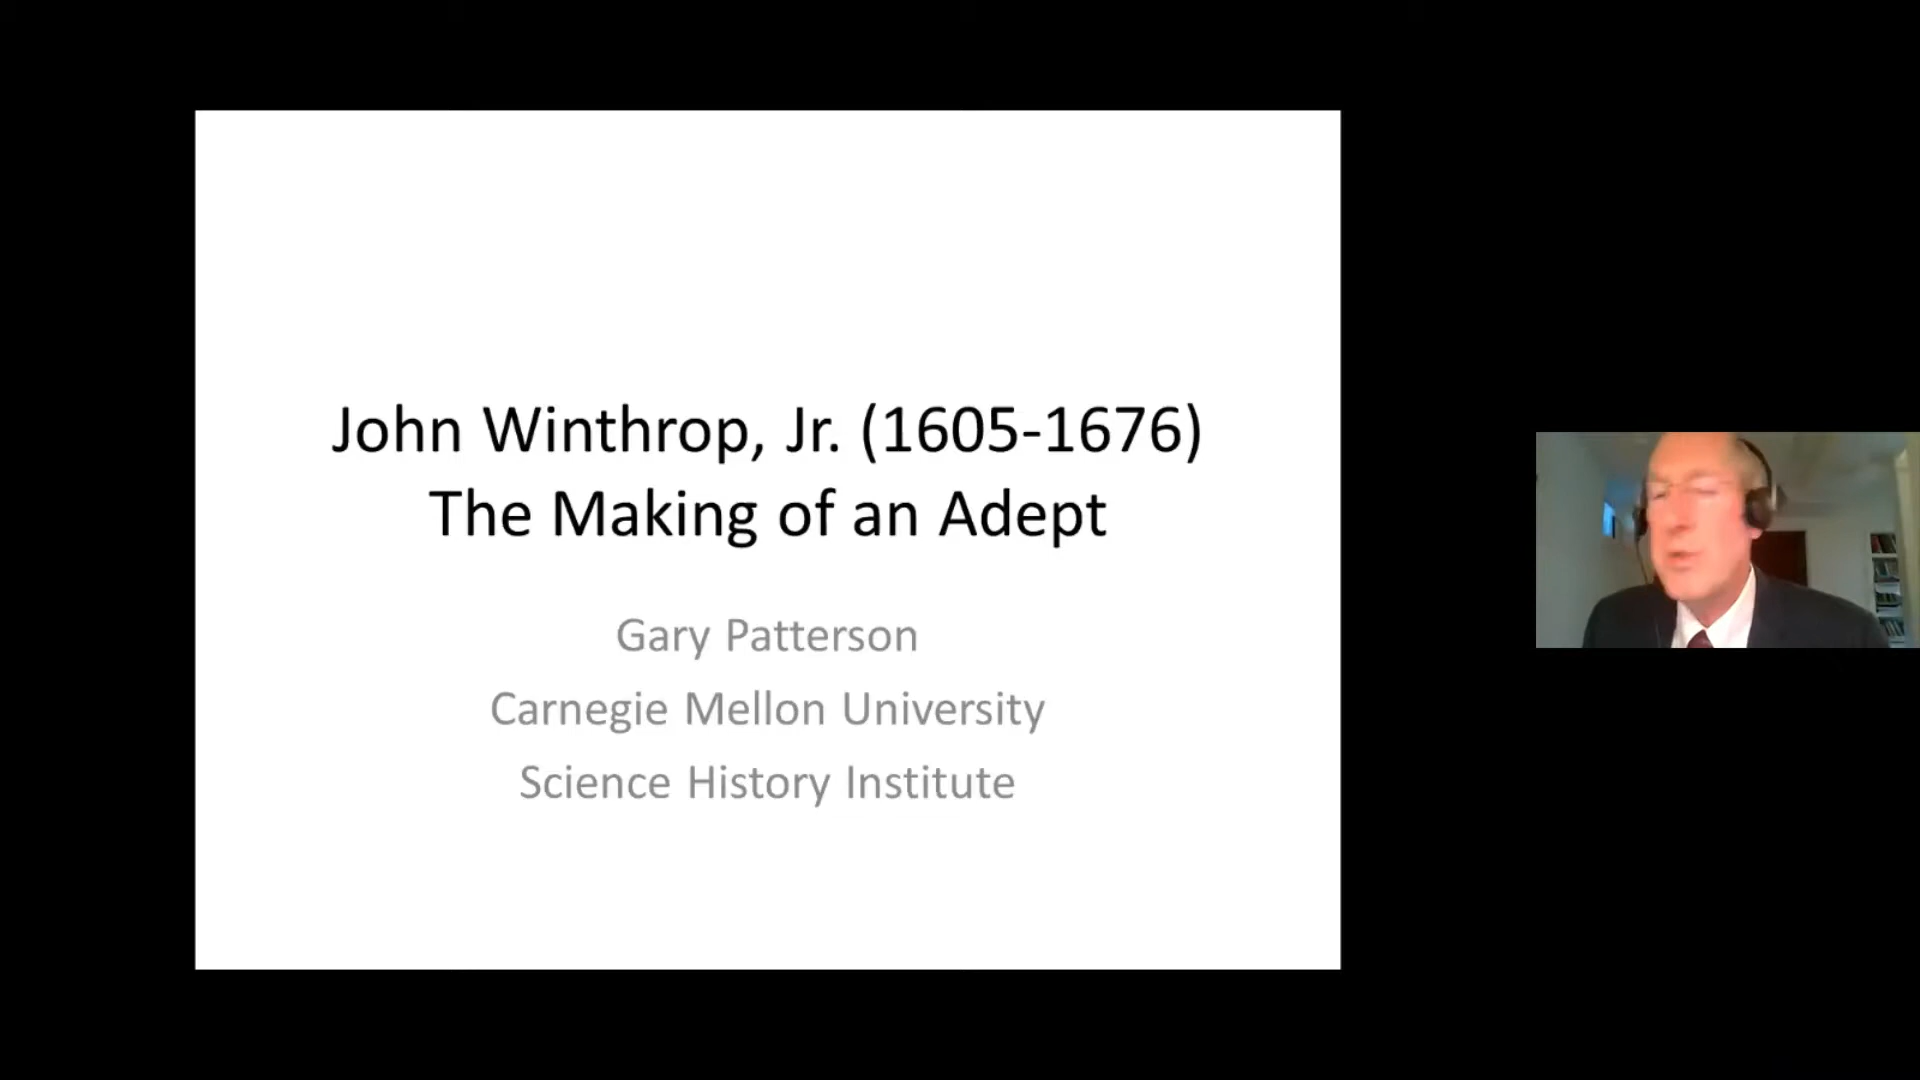 John Winthrop, Jr. (1605-1676)
The Making of an Adept
Gary Patterson
Carnegie Mellon University
Science History Institute